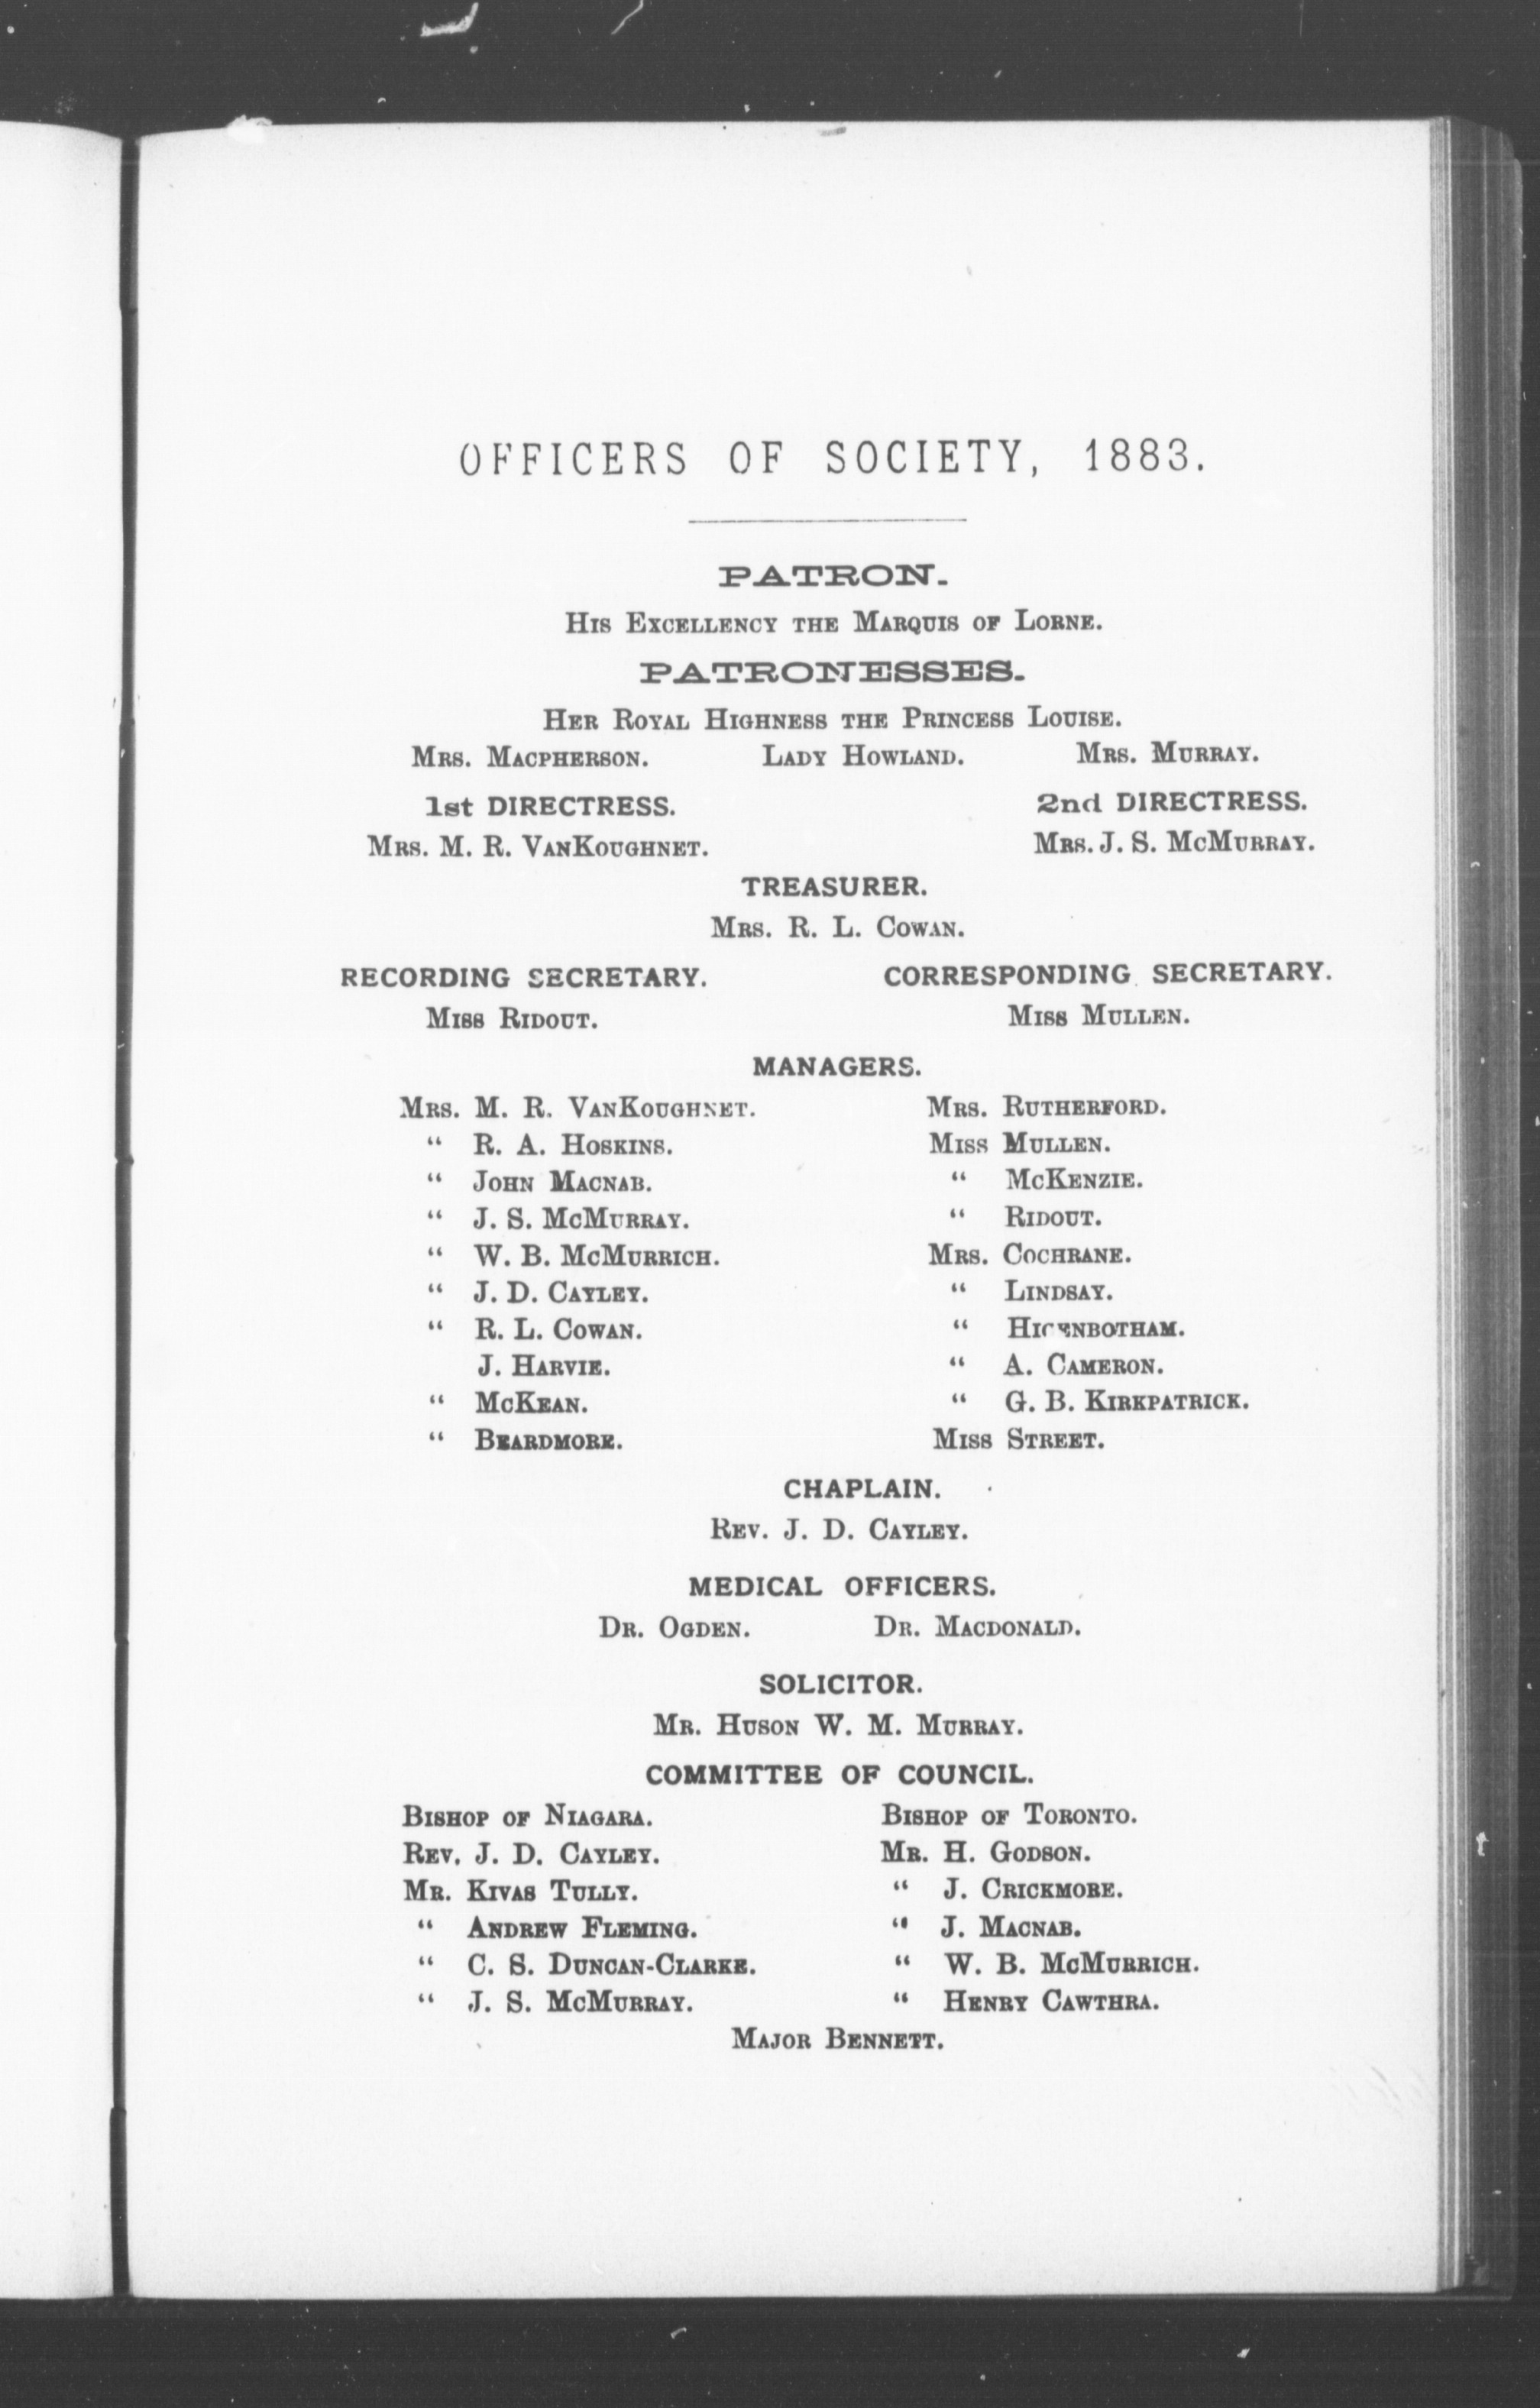 OFFICERS OF SOCIETY, 1883.
PATRON.
His Excellency the Marquis of Lorne.
PATRONESSES.
Her Royal Highness the Princess Louise.
Mrs. Macpherson. Lady Howland. Mrs. Murray.
1st DIRECTRESS. 2nd DIRECTRESS.
Mrs. M. R. VanKoughnet. Mrs. J. S. McMurray.
TREASURER.
Mrs. R. L. Cowan.
RECORDING SECRETARY. CORRESPONDING SECRETARY.
Miss Ridout. Miss Mullen.
MANAGERS.
Mrs. M. R. VanKoughnet. Mrs. Rutherford.
“ R. A. Hoskins. Miss Mullen.
“ John Macnab. “ McKenzie.
“ J. S. McMurray. “ Ridout.
“ W. B. McMurrich. Mrs. Cochrane.
“ J. D. Cayley. “ Lindsay.
“ R. L. Cowan. “
J. Harvie. “ A. Cameron.
“ McKean. “ G. B. Kirkpatrick.
“ Beardmore. Miss Street.
CHAPLAIN.
Rev. J. D. Cayley.
MEDICAL OFFICERS.
Dr. Ogden. Dr. Macdonald.
SOLICITOR.
Mr. Huson W. M. Murray.
COMMITTEE OF COUNCIL.
Bishop of Niagara. Bishop of Toronto.
Rev. J. D. Cayley. Mr. H. Godson.
Mr. Kivas Tully. “ J. Crickmore.
“ Andrew Fleming. “ J. Macnab.
“ C. S. Duncan-Clarke. “ W. B. McMurrich.
“ J. S. McMurray. “ Henry Cawthra.
Major Bennett.